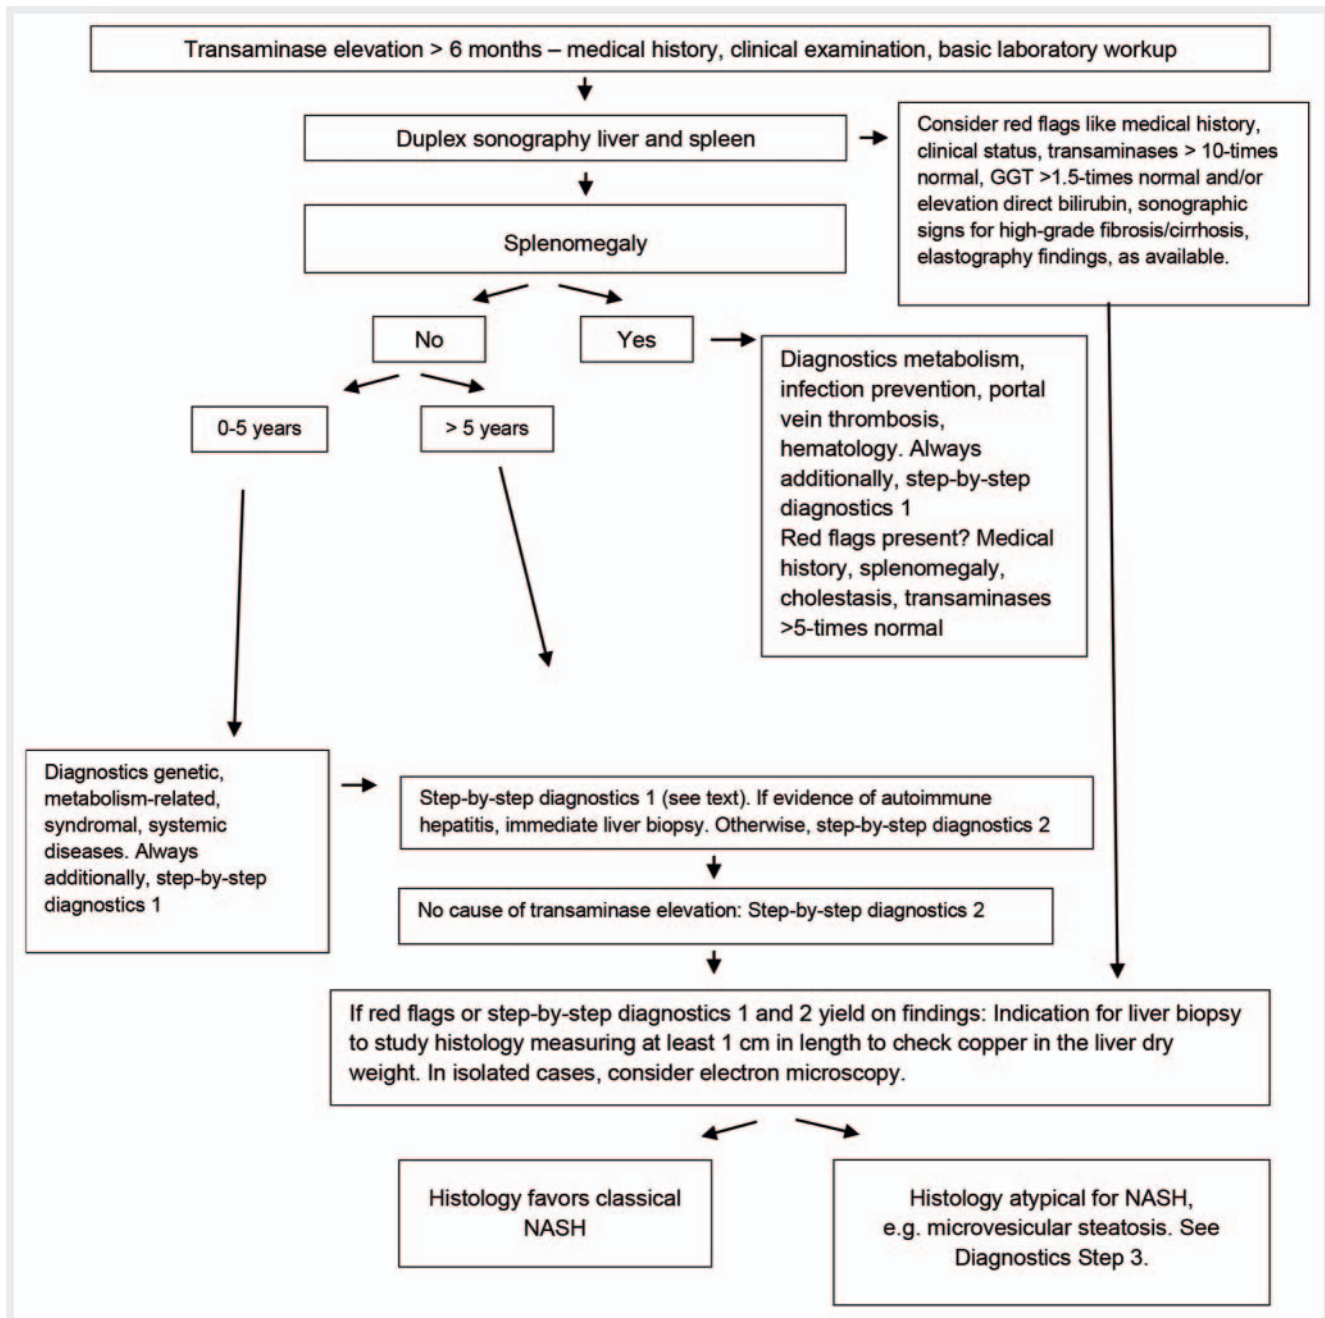 Transaminase elevation > 6 months – medical history, clinical examination, basic laboratory workup
Duplex sonography liver and spleen
Consider red flags like medical history,
clinical status, transaminases > 10-times
normal, GGT >1.5-times normal and/or
elevation direct bilirubin, sonographic
signs for high-grade fibrosis/cirrhosis,
elastography findings, as available.
Splenomegaly
No
Yes
Diagnostics metabolism,
infection prevention, portal
vein thrombosis,
hematology. Always
additionally, step-by-step
diagnostics 1
Red flags present? Medical
history, splenomegaly,
cholestasis, transaminases
>5-times normal
0-5 years
> 5 years
Diagnostics genetic,
metabolism-related,
syndromal, systemic
diseases. Always
additionally, step-by-step
diagnostics 1
Step-by-step diagnostics 1 (see text). If evidence of autoimmune
hepatitis, immediate liver biopsy. Otherwise, step-by-step diagnostics 2
No cause of transaminase elevation: Step-by-step diagnostics 2
If red flags or step-by-step diagnostics 1 and 2 yield on findings: Indication for liver biopsy
to study histology measuring at least 1 cm in length to check copper in the liver dry
weight. In isolated cases, consider electron microscopy.
Histology favors classical
NASH
Histology atypical for NASH,
e.g. microvesicular steatosis. See
Diagnostics Step 3.